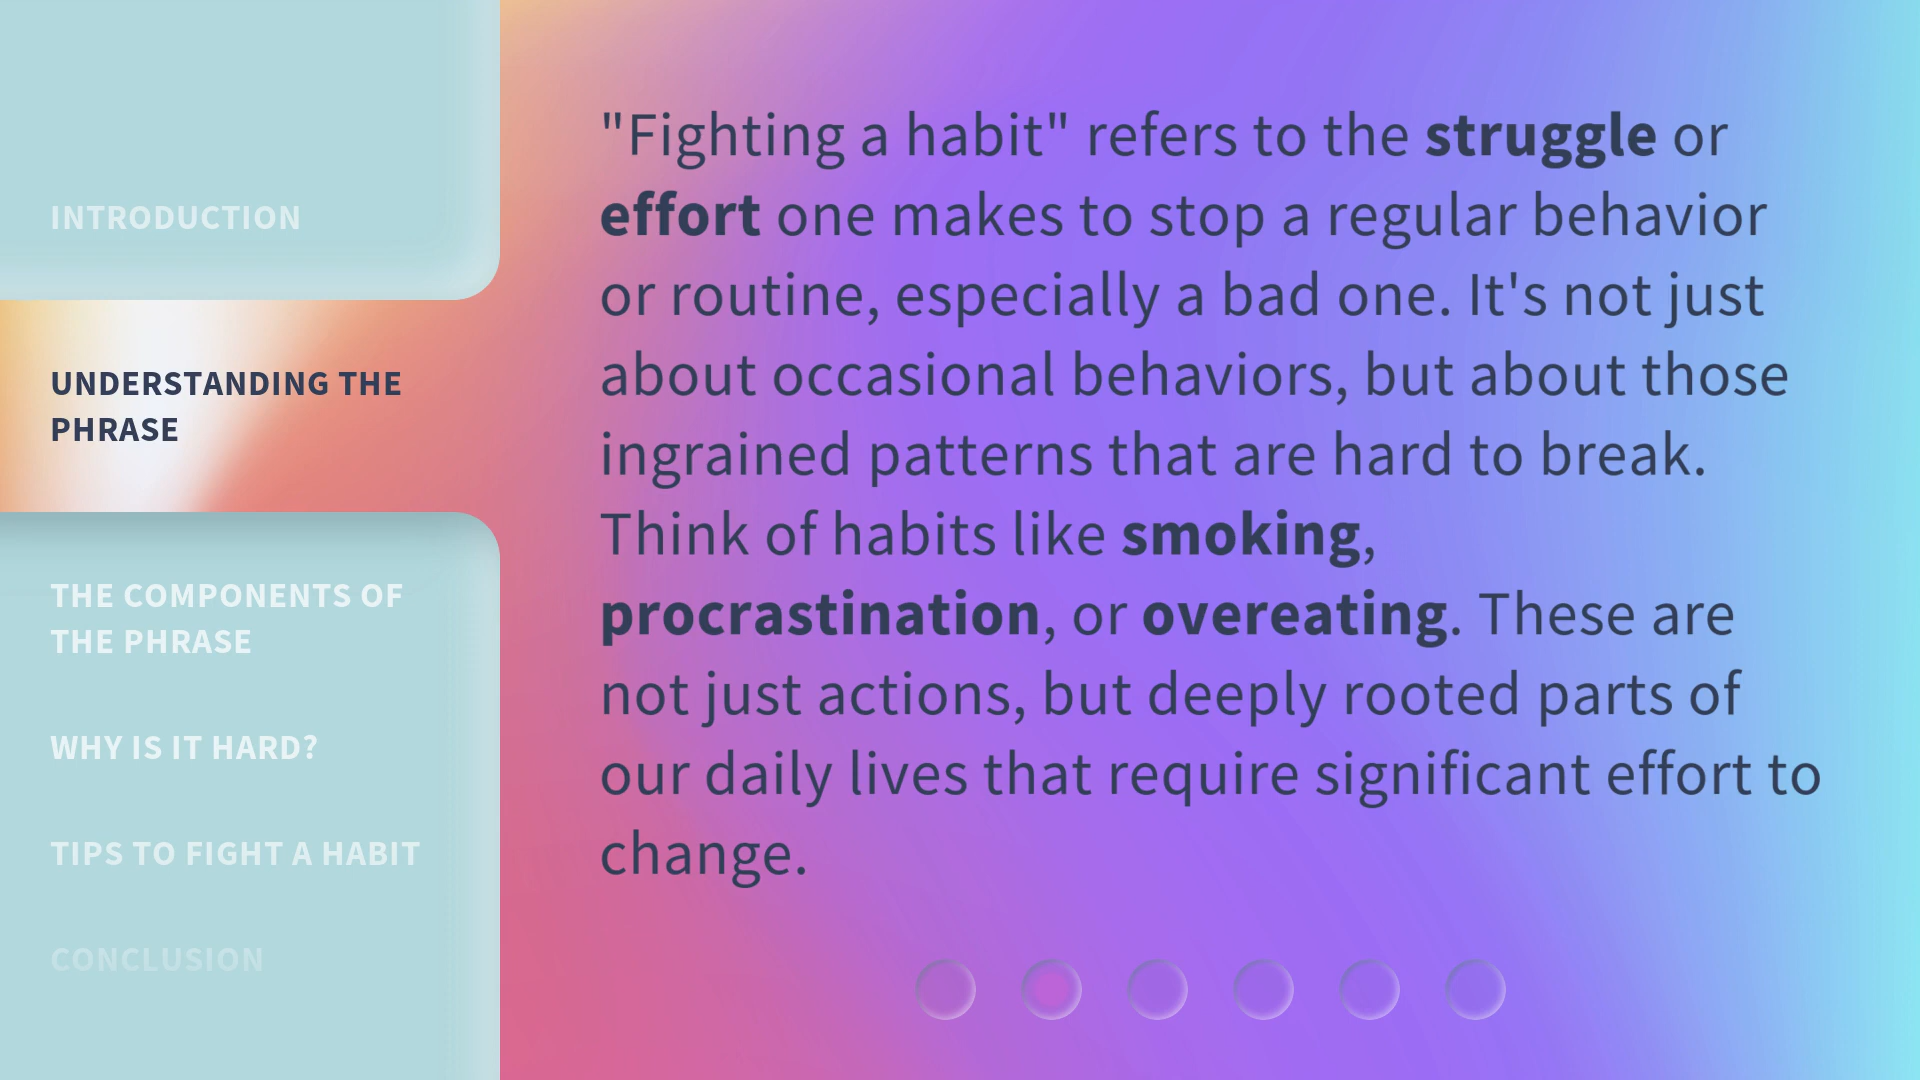 INTRODUCTION
UNDERSTANDING THE
PHRASE
THE COMPONENTS OF
THE PHRASE
WHY IS IT HARD?
TIPS TO FIGHT A HABIT
CONCLUSION
"Fighting a habit" refers to the struggle or
effort one makes to stop a regular behavior
or routine, especially a bad one. It's not just
about occasional behaviors, but about those
ingrained patterns that are hard to break.
Think of habits like smoking,
procrastination, or overeating. These are
not just actions, but deeply rooted parts of
our daily lives that require significant effort to
change.